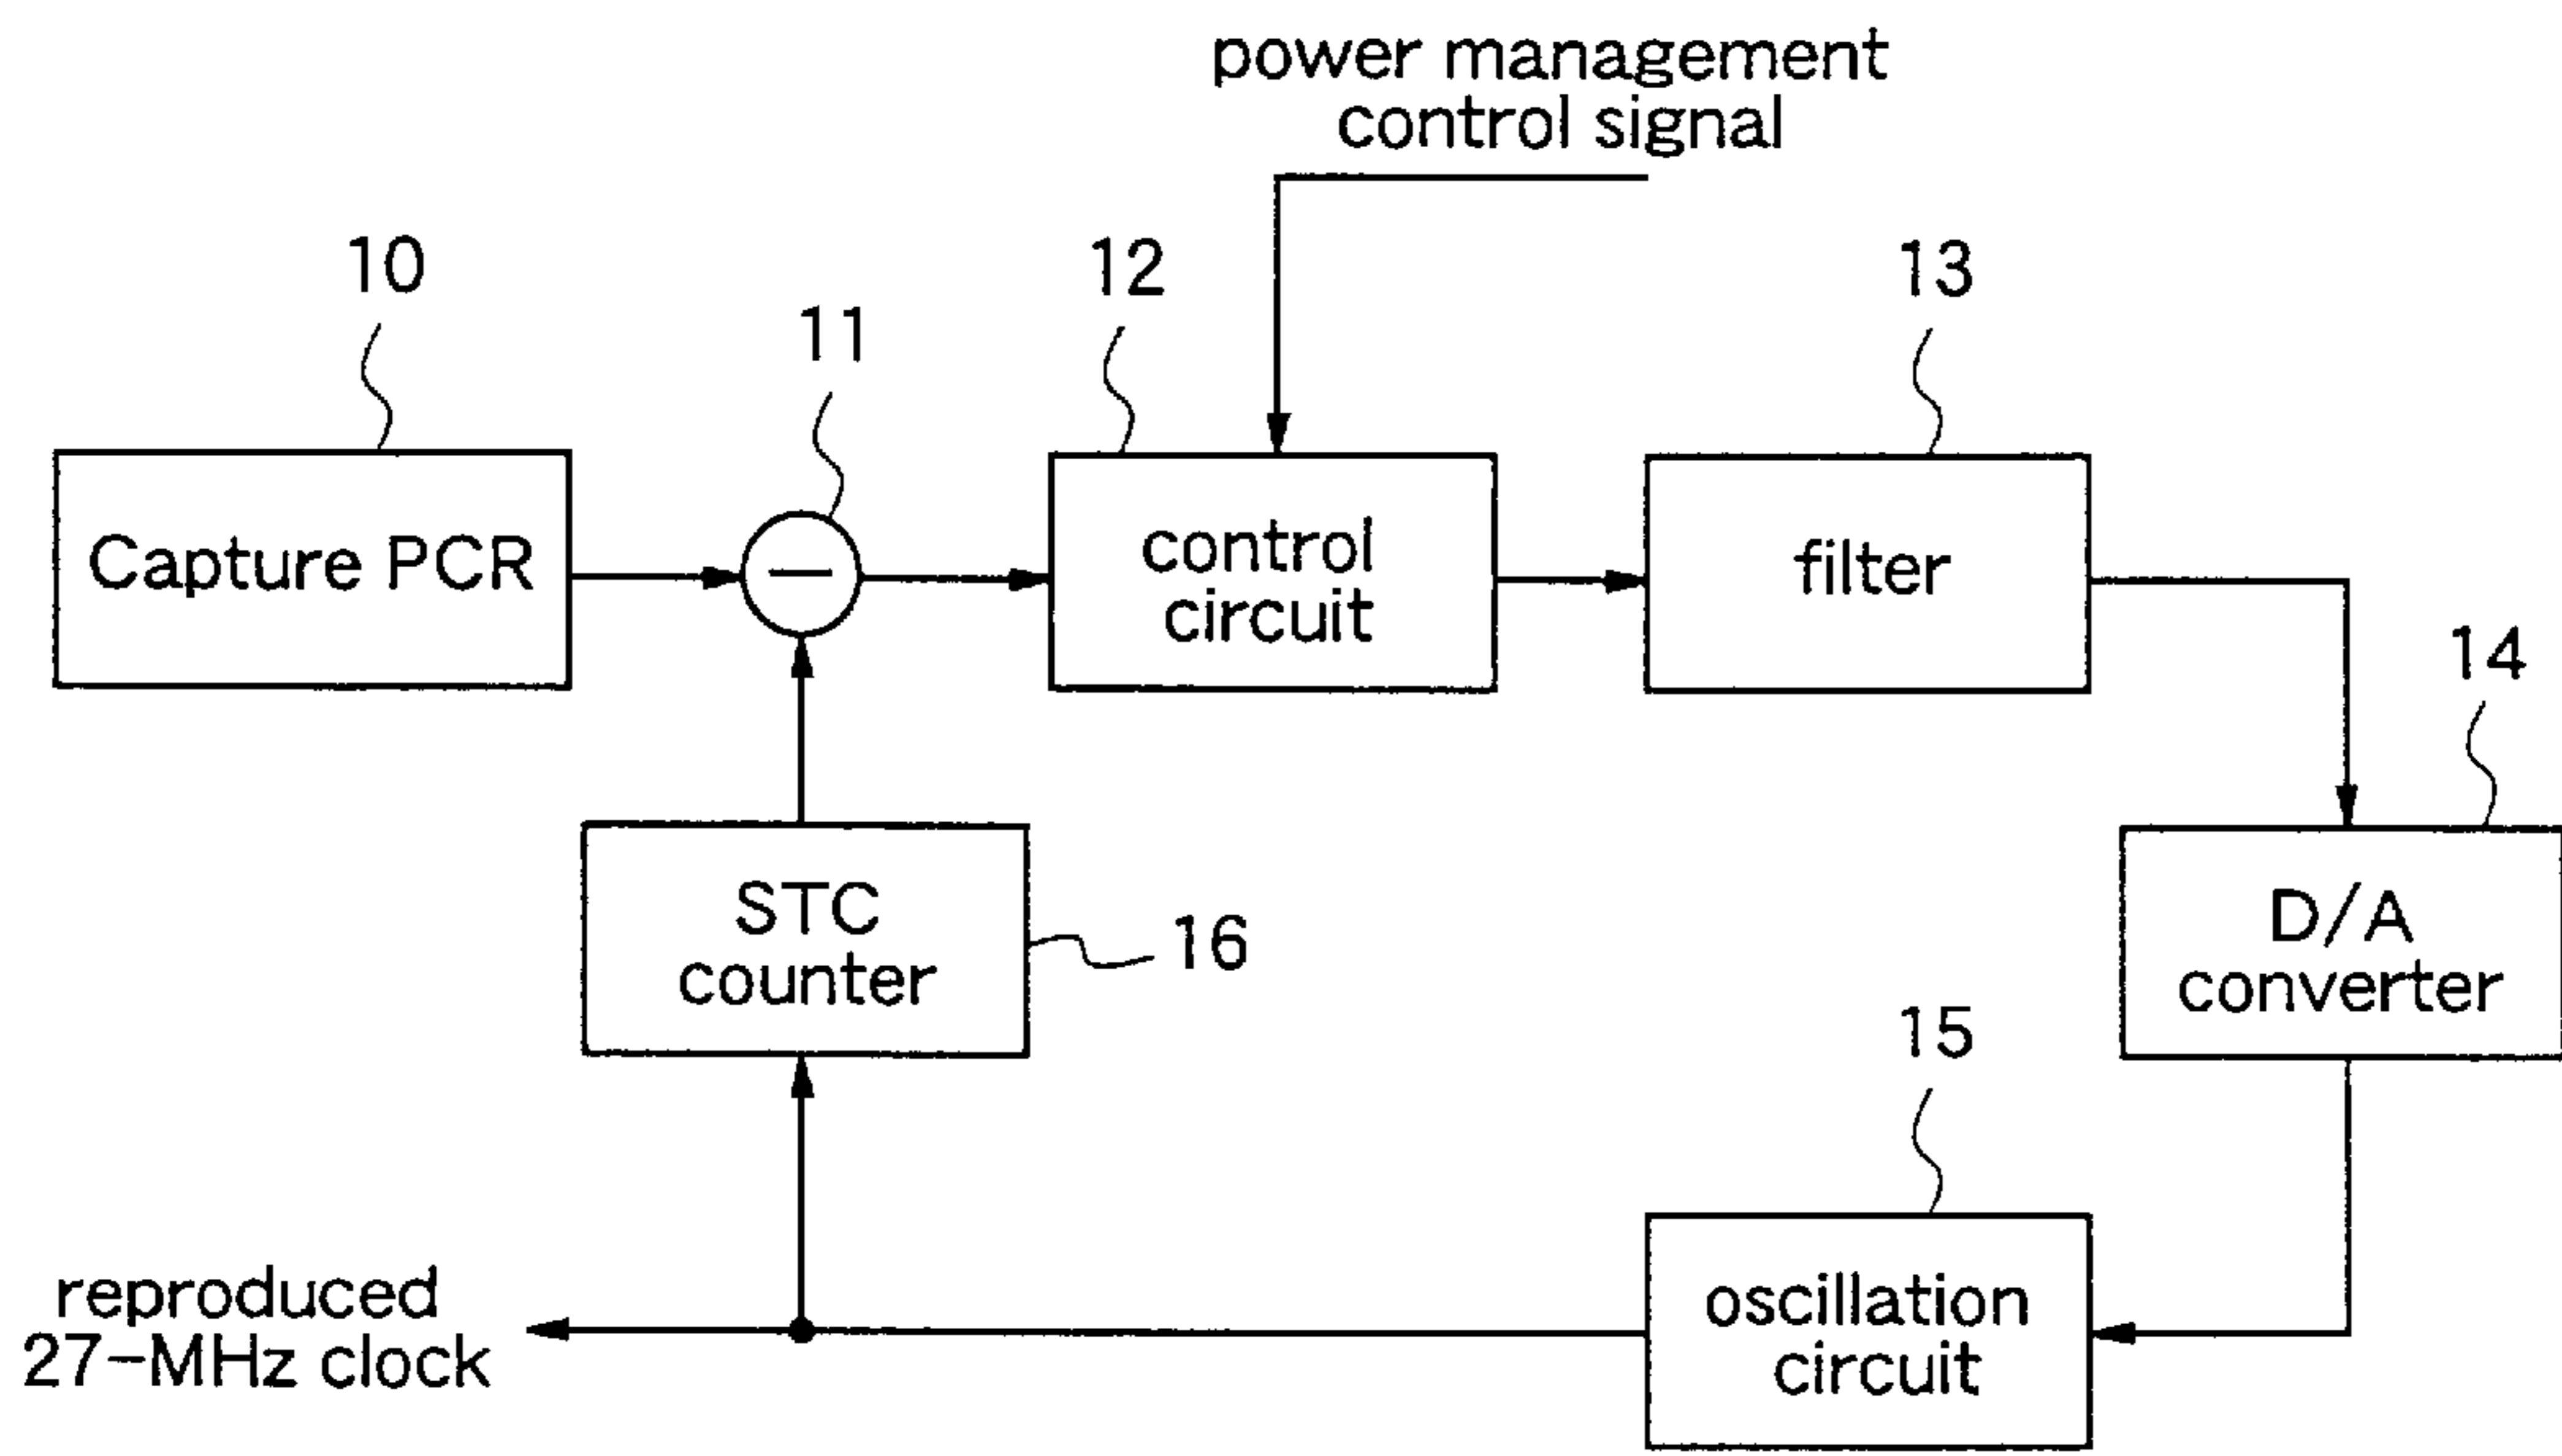 power management
control signal
10
11
12
13
Capture PCR
—
control
circuit
filter
14
STC
counter
16
D/A
converter
15
reproduced
27-MHz clock
oscillation
circuit